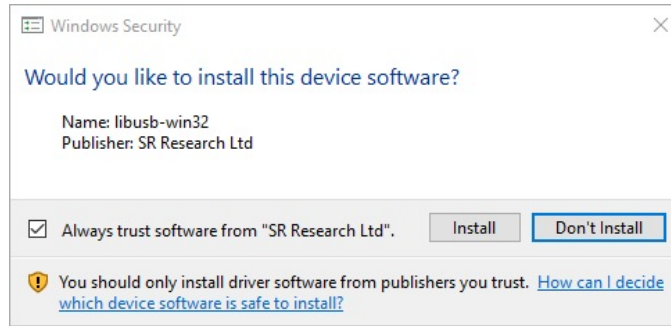 Windows Security
Would you like to install this device software?
Name: libusb-win32
Publisher: SR Research Ltd
Always trust software from "SR Research Ltd".
Install
Don't Install
You should only install driver software from publishers you trust. How can I decide
which device software is safe to install?